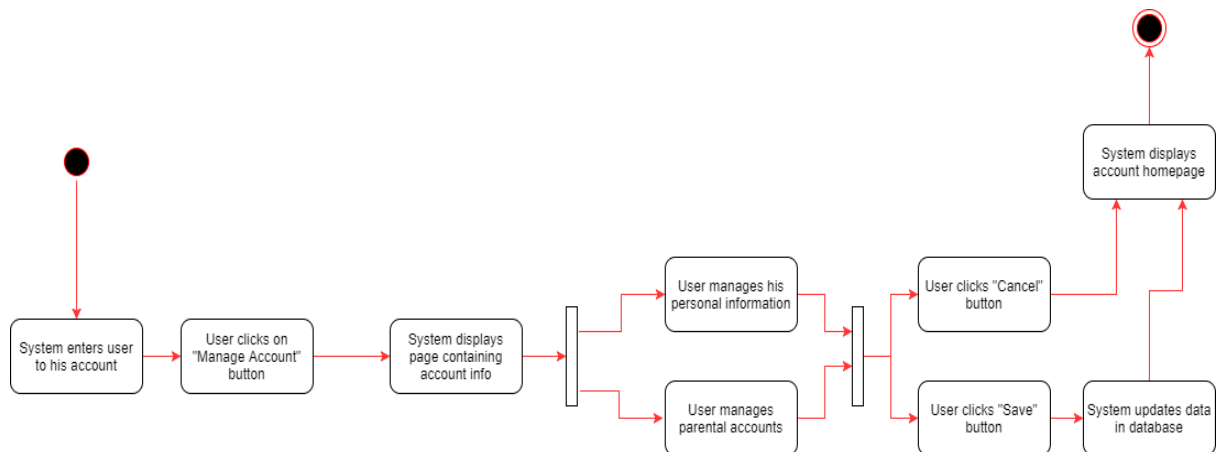 System enters user
to his account
User clicks on
"Manage Account"
button
System displays
page containing
account info
User manages his
personal information
User manages
parental accounts
User clicks "Cancel"
button
User clicks "Save"
button
System updates data
in database
System displays
account homepage